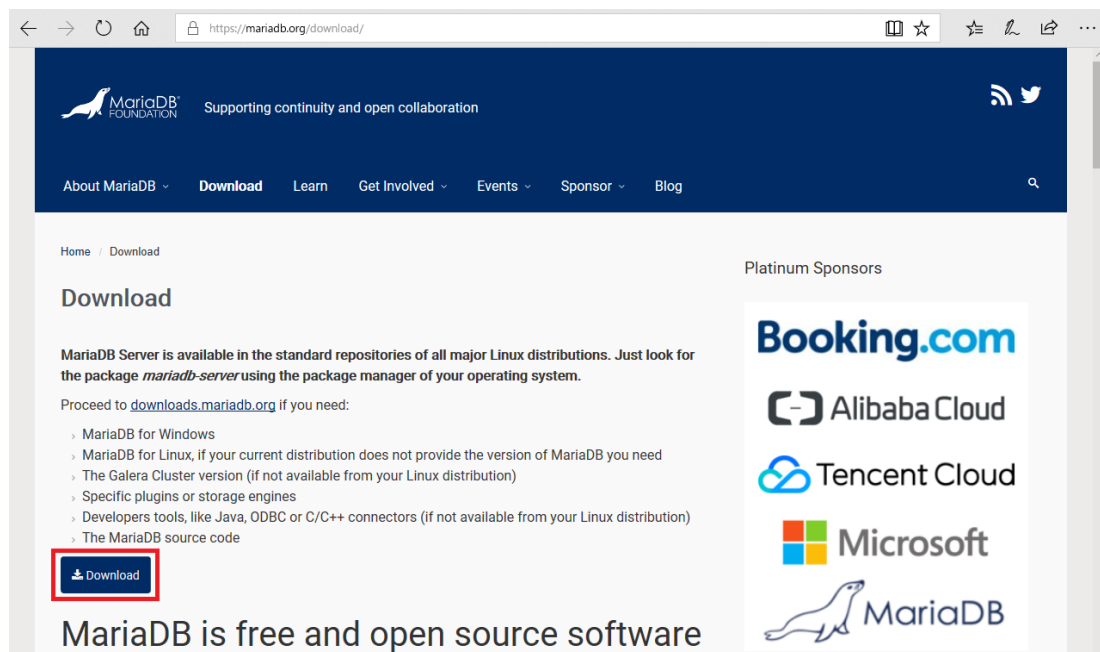 https://mariadb.org/download/
MariaDB
FOUNDATION
Supporting continuity and open collaboration
About MariaDB Download Learn Get Involved Events Sponsor Blog
Home / Download
Download
MariaDB Server is available in the standard repositories of all major Linux distributions. Just look for
the package mariadb-server using the package manager of your operating system.
Proceed to downloads.mariadb.org if you need:
› MariaDB for Windows
› MariaDB for Linux, if your current distribution does not provide the version of MariaDB you need
› The Galera Cluster version (if not available from your Linux distribution)
› Specific plugins or storage engines
› Developers tools, like Java, ODBC or C/C++ connectors (if not available from your Linux distribution)
› The MariaDB source code
Download
MariaDB is free and open source software
Platinum Sponsors
Booking.com
Alibaba Cloud
Tencent Cloud
Microsoft
MariaDB